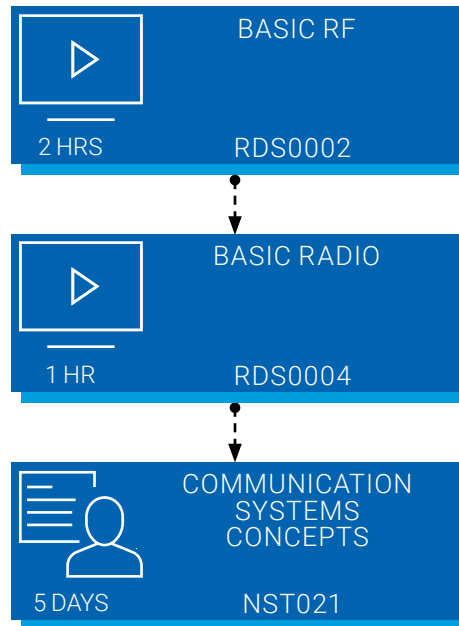 BASIC RF
2 HRS
RDS0002
BASIC RADIO
1 HR
RDS0004
COMMUNICATION
SYSTEMS
CONCEPTS
5 DAYS
NST021